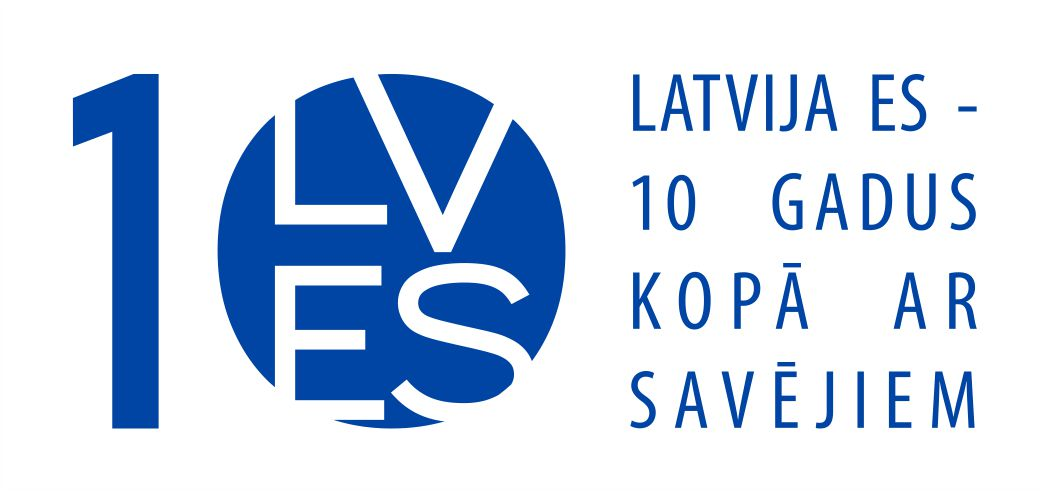 10
LV
ES
LATVIJA ES -
10 GADUS
KOPĀ AR
SAVĒJIEM